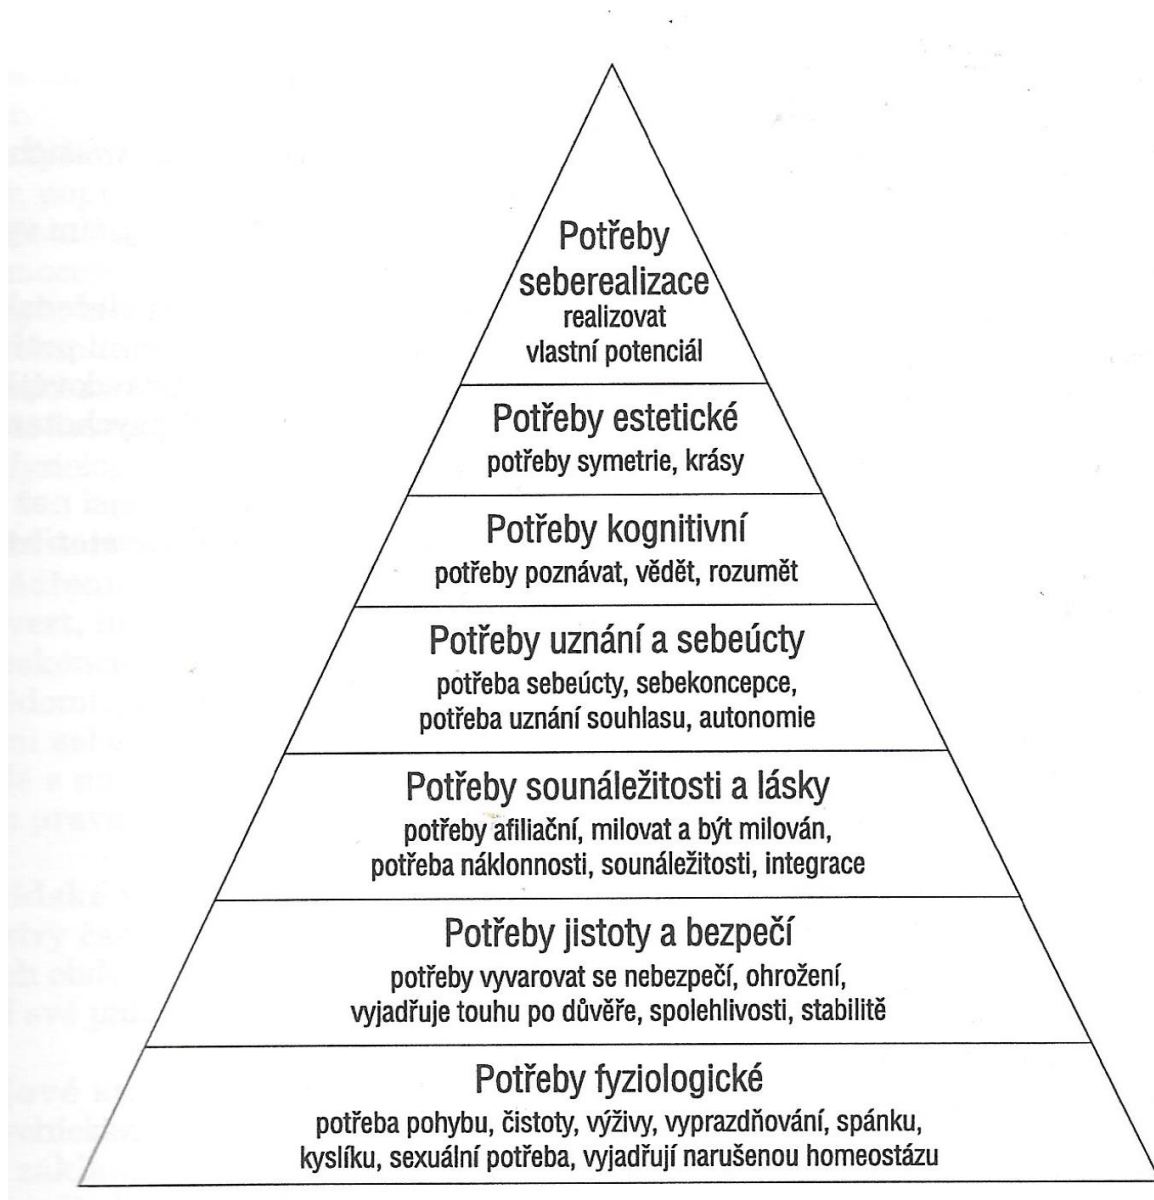 Potřeby
seberealizace
realizovat
vlastní potenciál
Potřeby estetické
potřeby symetrie, krásy
Potřeby kognitivní
potřeby poznávat, vědět, rozumět
Potřeby uznání a sebeúcty
potřeba sebeúcty, sebekoncepce,
potřeba uznání souhlasu, autonomie
Potřeby sounáležitosti a lásky
potřeby afiliační, milovat a být milován,
potřeba náklonnosti, sounáležitosti, integrace
Potřeby jistoty a bezpečí
potřeby vyvarovat se nebezpečí, ohrožení,
vyjadřuje touhu po důvěře, spolehlivosti, stabilitě
Potřeby fyziologické
potřeba pohybu, čistoty, výživy, vyprazdňování, spánku,
kyslíku, sexuální potřeba, vyjadřují narušenou homeostázu